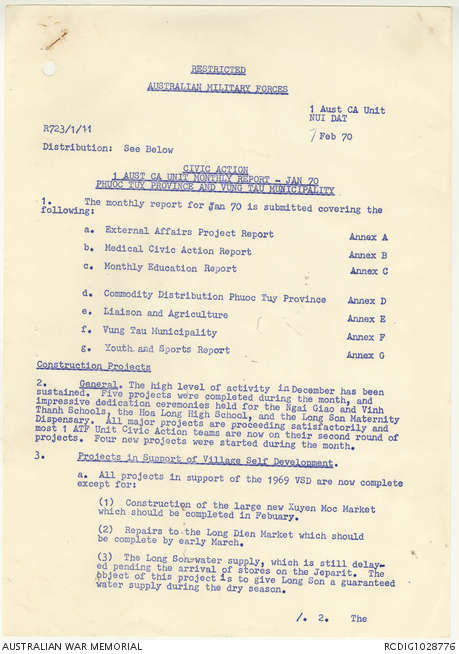 RESTRICTED
AUSTRALIAN MILITARY FORCES
1 Aust CA Unit
NUI DAT
R723/1/11
7 Feb 70
Distribution: See Below
CIVIC ACTION
1 AUST CA UNIT MONTHLY REPORT - JAN 70
PHUOC TUY PROVINCE AND VUNG TAU MUNICIPALITY
1. The monthly report for Jan 70 is submitted covering the
following:
a. External Affairs Project Report Annex A
b. Medical Civic Action Report Annex B
c. Monthly Education Report Annex C
d. Commodity Distribution Phuoc Tuy Province Annex D
e. Liaison and Agriculture Annex E
f. Vung Tau Municipality Annex F
g. Youth and Sports Report Annex G
Construction Projects
2. General. The high level of activity in December has been
sustained. Five projects were completed during the month, and
impressive dedication ceremonies held for the Ngai Giao and Vinh
Thanh Schools, the Hoa Long High School, and the Long Son Maternity
Dispensary. All major projects are proceeding satisfactorily and
most 1 ATF Unit Civic Action teams are now on their second round of
projects. Four new projects were started during the month.
3. Projects in Support of Village Self Development.
a. All projects in support of the 1969 VSD are now complete
except for:
(1) Construction of the large new Xuyen Moc Market
which should be completed in Febuary.
(2) Repairs to the Long Dien Market which should
be complete by early March.
(3) The Long Son water supply, which is still delay-
ed pending the arrival of stores on the Jeparit. The
object of this project is to give Long Son a guaranteed
water supply during the dry season.
/. 2. The
AUSTRALIAN WAR MEMORIAL
RCDIG1028776